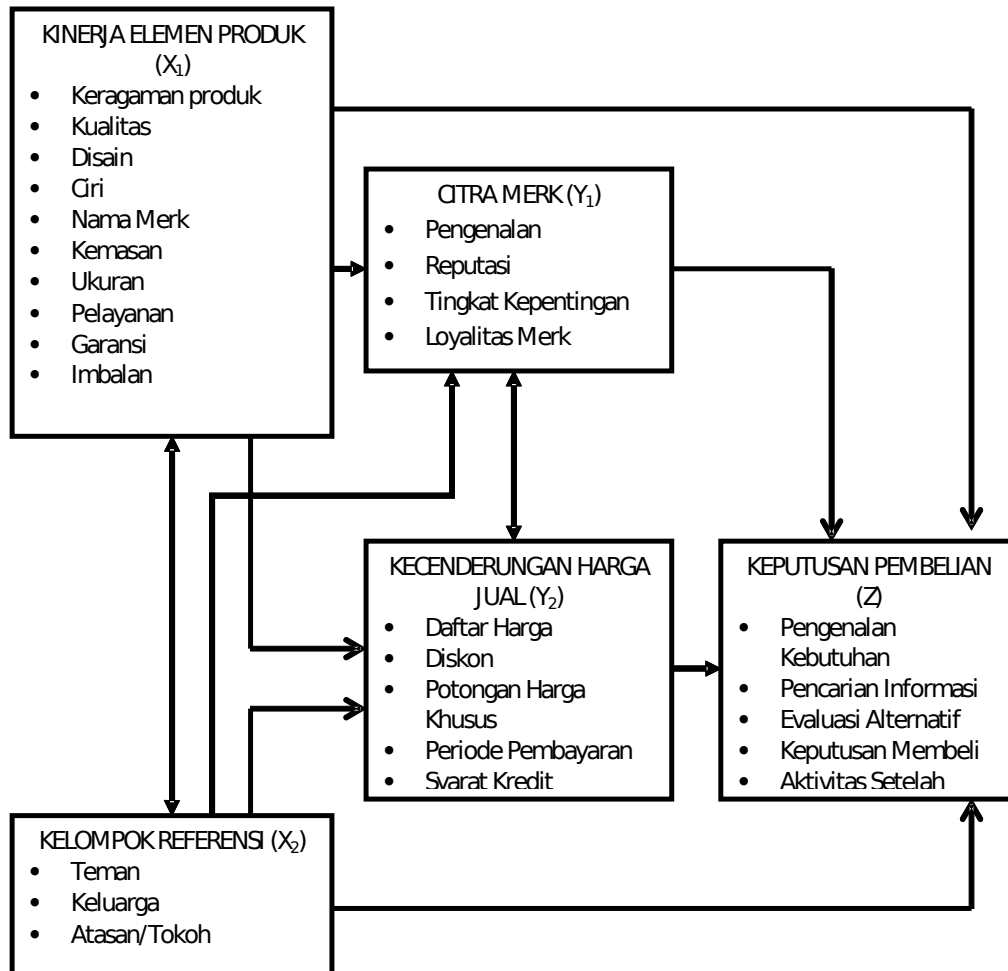 KINERJA ELEMEN PRODUK
(X₁)
• Keragaman produk
• Kualitas
• Disain
• Ciri
• Nama Merk
• Kemasan
• Ukuran
• Pelayanan
• Garansi
• Imbalan
CITRA MERK (Y₁)
• Pengenalan
• Reputasi
• Tingkat Kepentingan
• Loyalitas Merk
KECENDERUNGAN HARGA
JUAL (Y₂)
• Daftar Harga
• Diskon
• Potongan Harga
Khusus
• Periode Pembayaran
• Syarat Kredit
KEPUTUSAN PEMBELIAN
(Z)
• Pengenalan
Kebutuhan
• Pencarian Informasi
• Evaluasi Alternatif
• Keputusan Membeli
• Aktivitas Setelah
KELOMPOK REFERENSI (X₂)
• Teman
• Keluarga
• Atasan/Tokoh